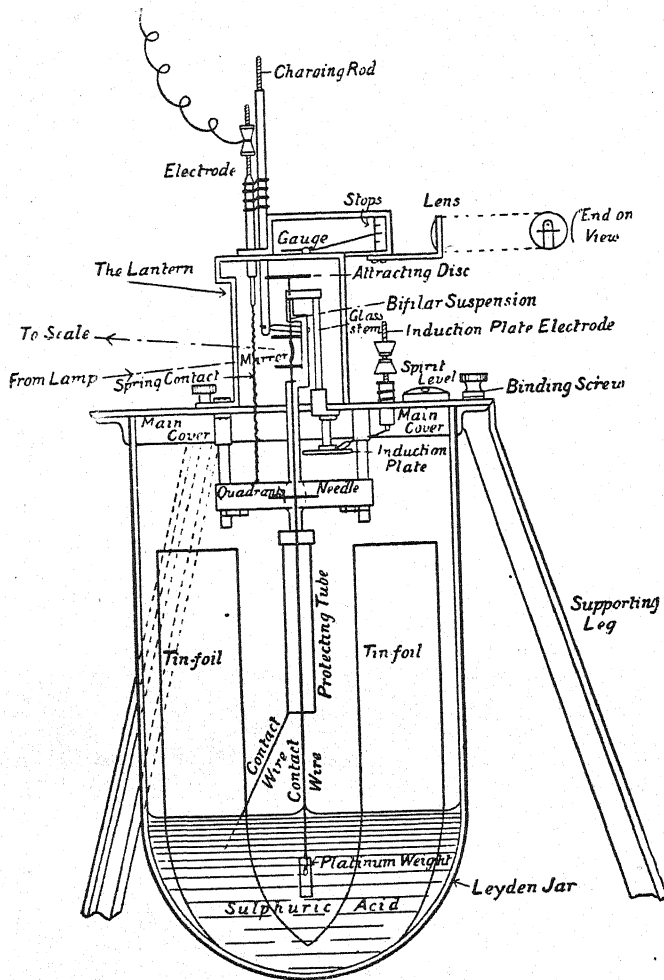 Charging Rod
Electrode
Stops
Lens
End on
View
Gauge
The Lantern
Attracting Disc
Bifilar Suspension
Glass
stem
Induction Plate Electrode
To Scale
Mirror
From Lamp
Spring Contact
Spirit
Level
Binding Screw
Main
Cover
Main
Cover
Induction
Plate
Quadrant
Needle
Protecting Tube
Supporting
Leg
Tin-foil
Tin-foil
Contact
Wire
Contact
Wire
Platinum Weight
Leyden Jar
Sulphuric Acid